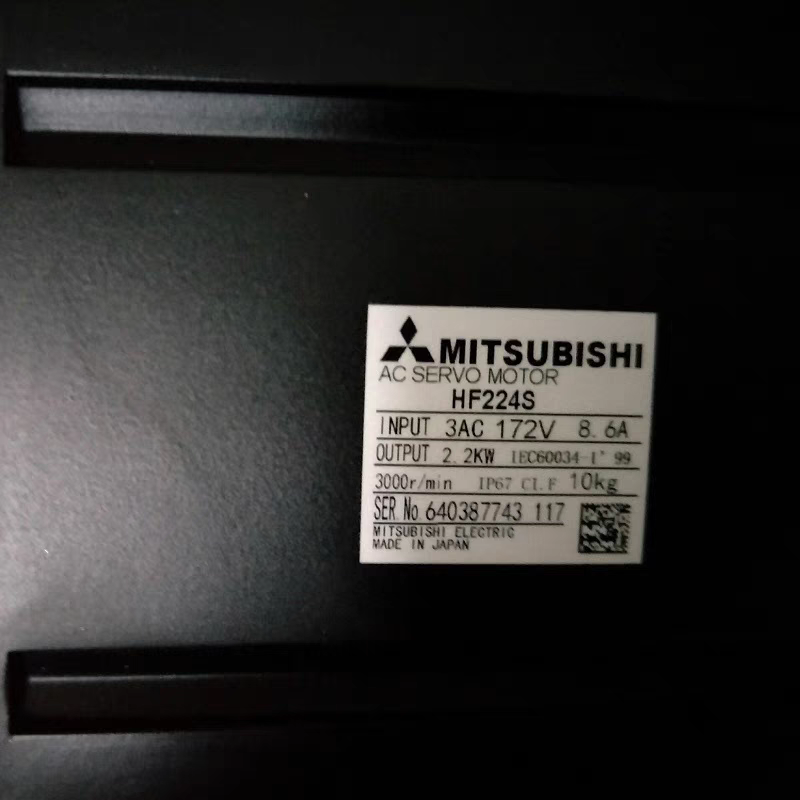 MITSUBISHI
AC SERVO MOTOR
HF224S
INPUT 3AC 172V 8.6A
OUTPUT 2.2KW IEC60034-1'99
3000r/min IP67 CI.F 10kg
SER.No 640387743 117
MITSUBISHI ELECTRIC
MADE IN JAPAN